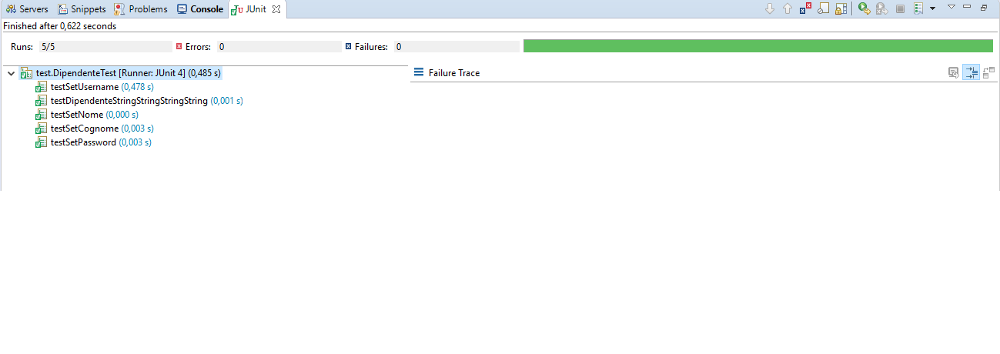 Servers Snippets Problems Console JUnit
Finished after 0,622 seconds
Runs: 5/5 Errors: 0 Failures: 0
test.DipendenteTest [Runner: JUnit 4] (0,485 s)
Failure Trace
testSetUsername (0,478 s)
testDipendenteStringStringStringString (0,001 s)
testSetNome (0,000 s)
testSetCognome (0,003 s)
testSetPassword (0,003 s)